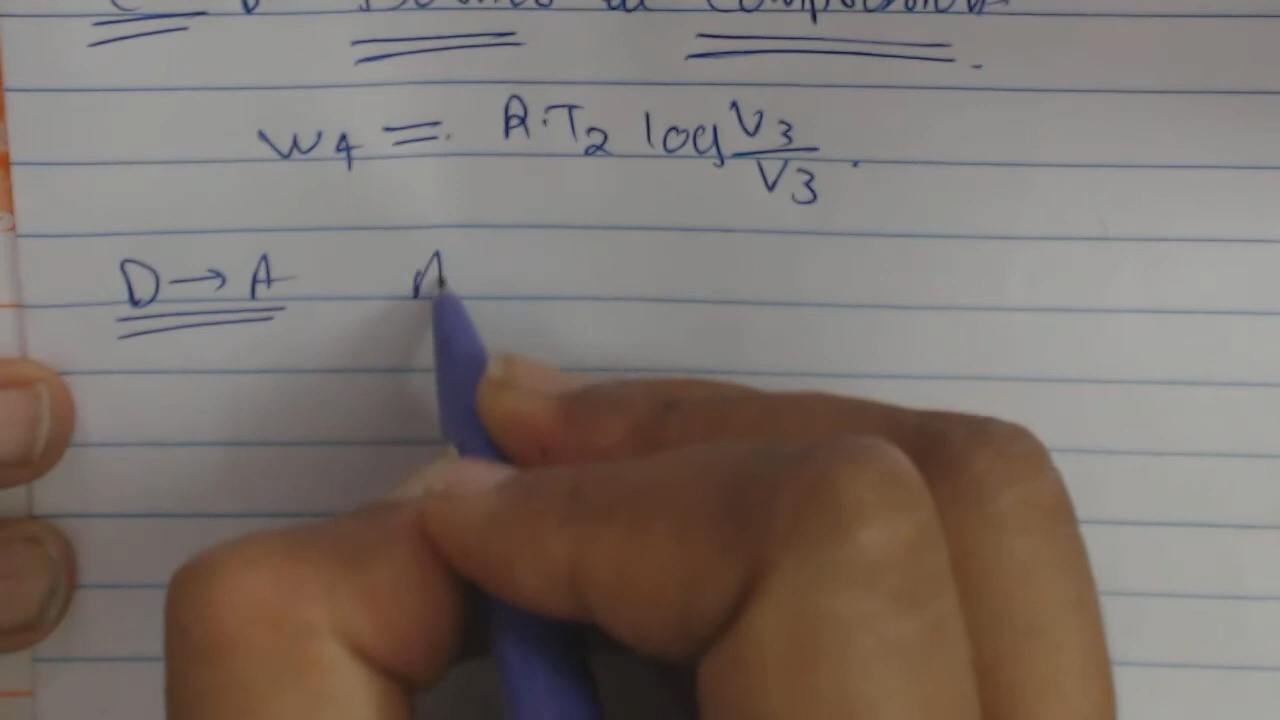 W4 = R.T2 log V3/V3.
D → A A